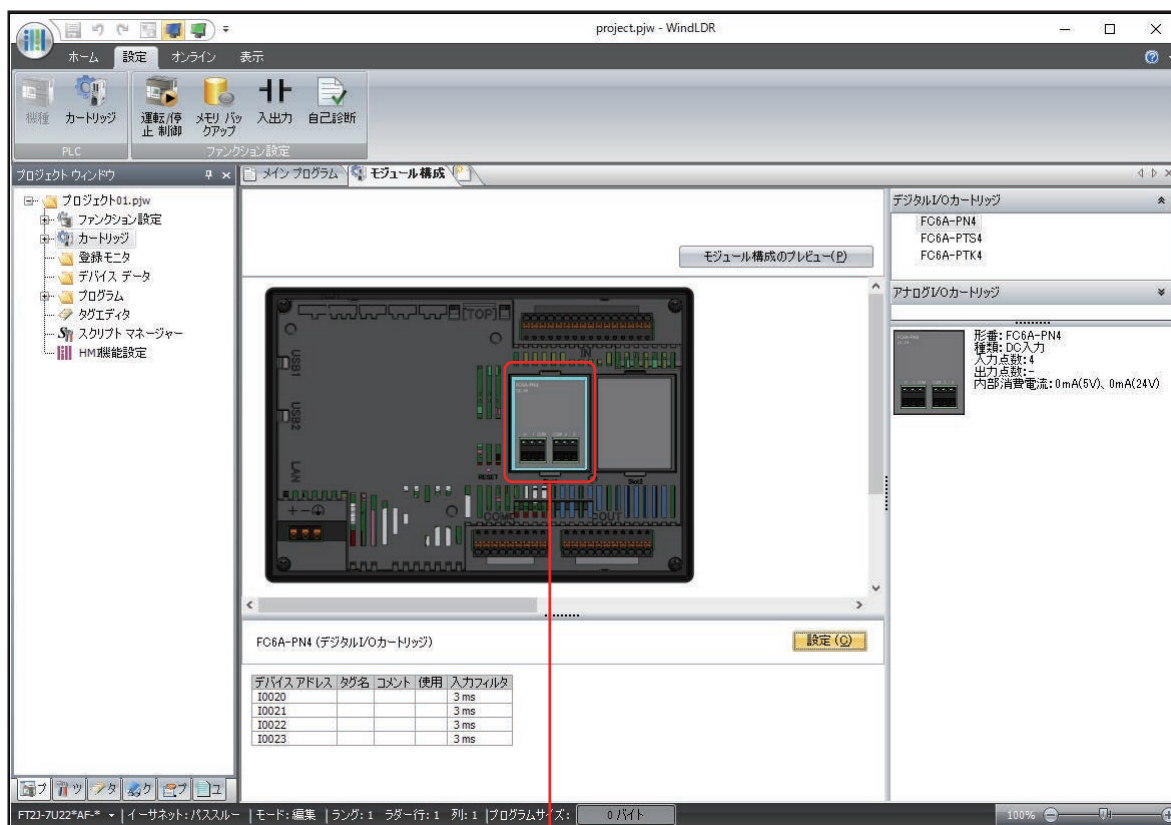 project.pjw - WindLDR
ホーム 設定 オンライン 表示
機種 カートリッジ 運転/停止 制御 メモリ バックアップ 入出力 自己診断
PLC ファンクション設定
プロジェクト ウィンドウ
メイン プログラム モジュール構成
プロジェクト01.pjw
ファンクション設定
カートリッジ
登録モニタ
デバイス データ
プログラム
タグエディタ
スクリプト マネージャー
HMI機能設定
モジュール構成のプレビュー(P)
[TOP]
IN
USB1
USB2
LAN
FC6A-PN4
RESET
Slot2
COM
OUT
FC6A-PN4 (デジタルI/Oカートリッジ)
設定(C)
デバイスアドレス タグ名 コメント 使用 入力フィルタ
I0020 3 ms
I0021 3 ms
I0022 3 ms
I0023 3 ms
デジタルI/Oカートリッジ
FC6A-PN4
FC6A-PTS4
FC6A-PTK4
アナログI/Oカートリッジ
形番: FC6A-PN4
種類: DC入力
入力点数: 4
出力点数: -
内部消費電流: 0mA(5V)、0mA(24V)
プ ツ タ ク プ ユ
FT2J-7U22*AF-* イーサネット: パススルー モード: 編集 ラング: 1 ラダー行: 1 列: 1 プログラムサイズ: 0 バイト 100%